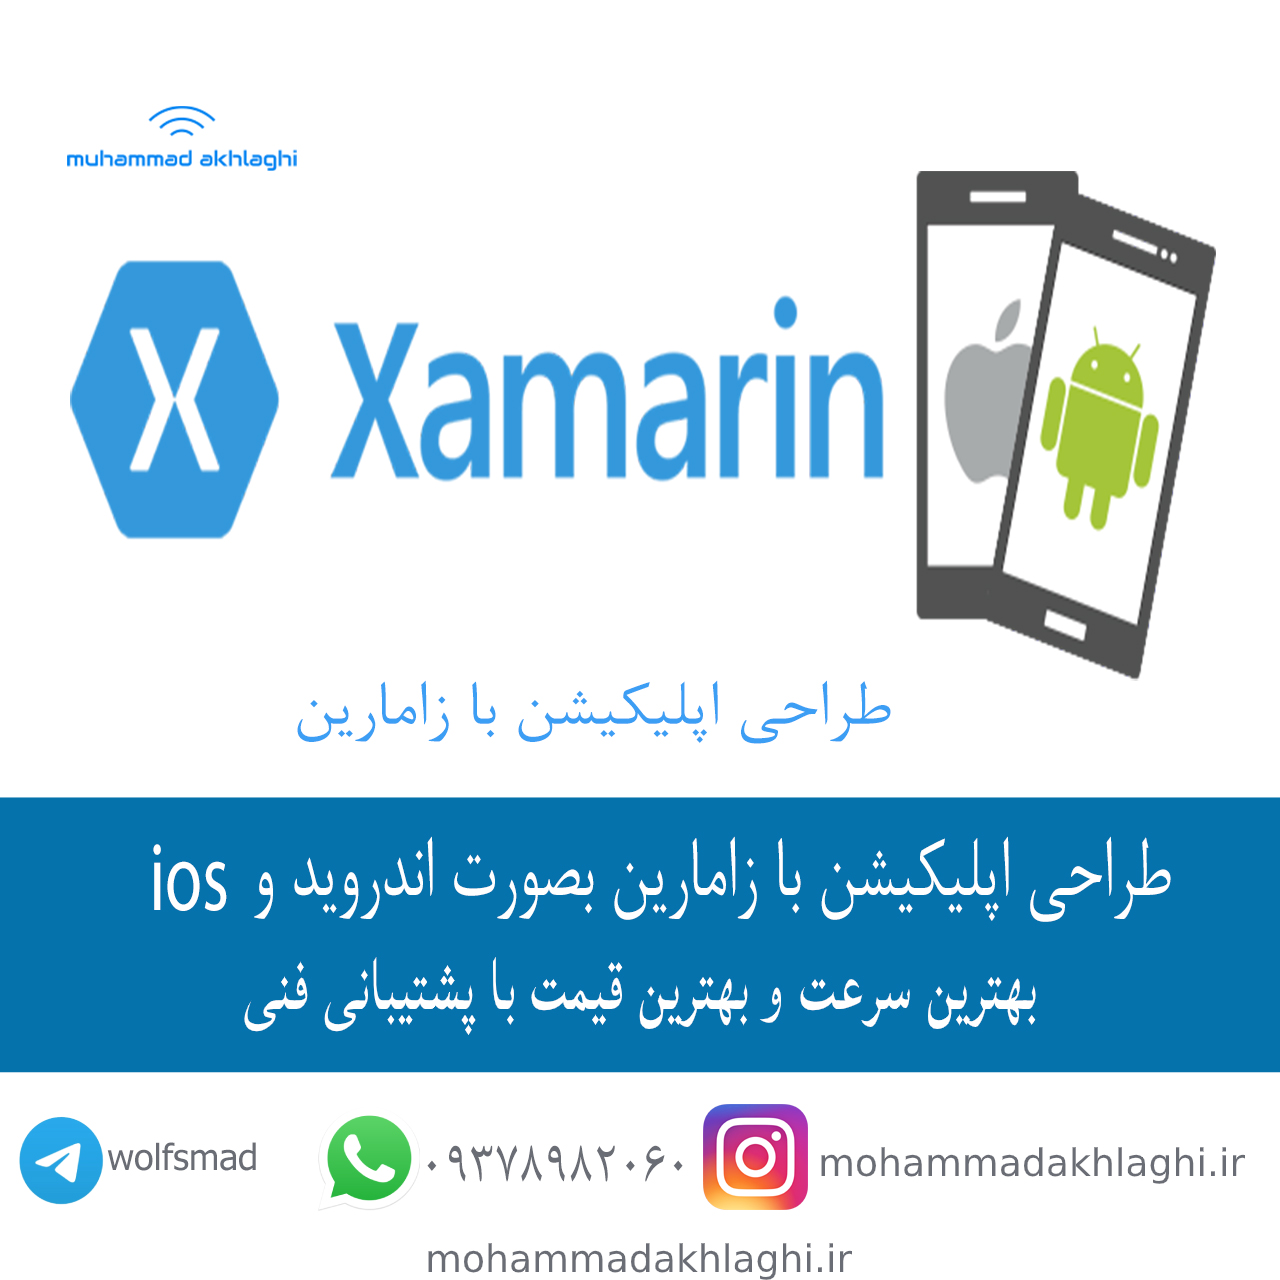 muhammad akhlaghi
X Xamarin
طراحی اپلیکیشن با زامارین
طراحی اپلیکیشن با زامارین بصورت اندروید و ios
بهترین سرعت و بهترین قیمت با پشتیبانی فنی
wolfsmad ۰۹۳۷۸۹۸۲۰۶۰ mohammadakhlaghi.ir
mohammadakhlaghi.ir